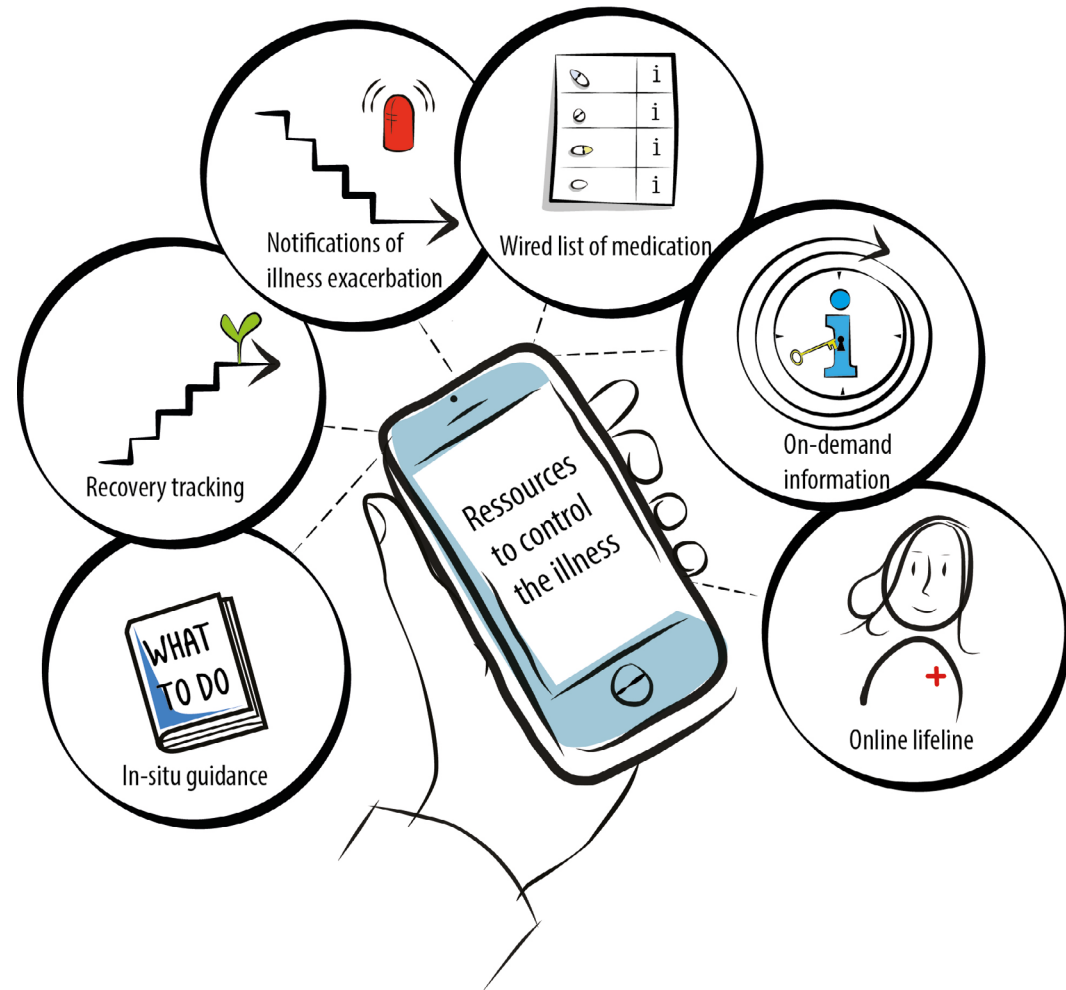 Notifications of
illness exacerbation
i
i
i
i
Wired list of medication
Recovery tracking
On-demand
information
WHAT
TO DO
In-situ guidance
Ressources
to control
the illness
Online lifeline